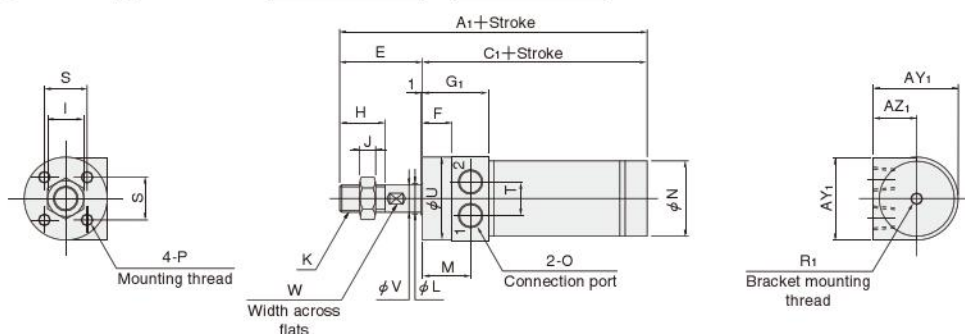 A₁+Stroke
E
C₁+Stroke
S
1
G₁
AY₁
I
H
F
AZ₁
J
S
φU
2
T
1
φN
AY₁
4-P
Mounting thread
K
W
Width across
flats
φV
φL
M
2-O
Connection port
R₁
Bracket mounting
thread